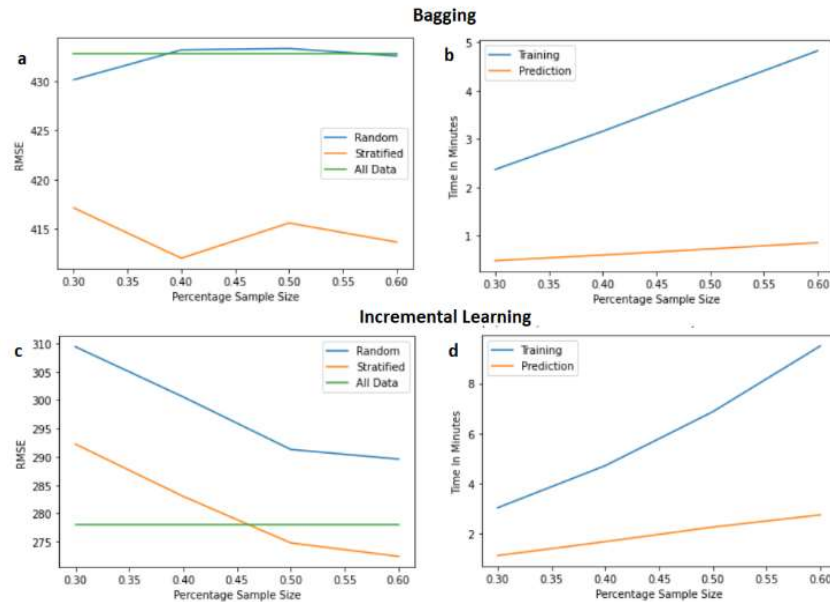 Bagging
a
430
425
420
415
RMSE
Random
Stratified
All Data
0.30 0.35 0.40 0.45 0.50 0.55 0.60
Percentage Sample Size
b
5
4
3
2
1
Time In Minutes
Training
Prediction
0.30 0.35 0.40 0.45 0.50 0.55 0.60
Percentage Sample Size
Incremental Learning
c
310
305
300
295
290
285
280
275
RMSE
Random
Stratified
All Data
0.30 0.35 0.40 0.45 0.50 0.55 0.60
Percentage Sample Size
d
8
6
4
2
Time In Minutes
Training
Prediction
0.30 0.35 0.40 0.45 0.50 0.55 0.60
Percentage Sample Size